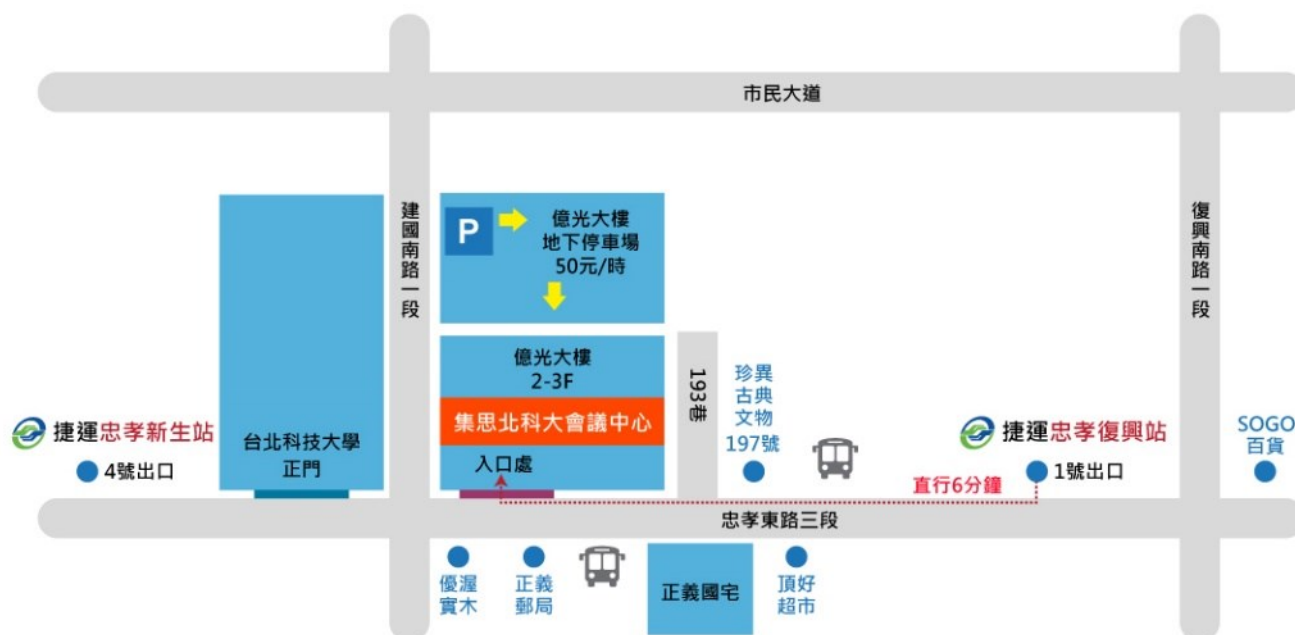 市民大道
建國南路一段
復興南路一段
P
億光大樓
地下停車場
50元/時
億光大樓
2-3F
集思北科大會議中心
入口處
193巷
珍異
古典
文物
197號
捷運忠孝新生站
4號出口
台北科技大學
正門
捷運忠孝復興站
1號出口
SOGO
百貨
直行6分鐘
忠孝東路三段
優渥
實木
正義
郵局
正義國宅
頂好
超市